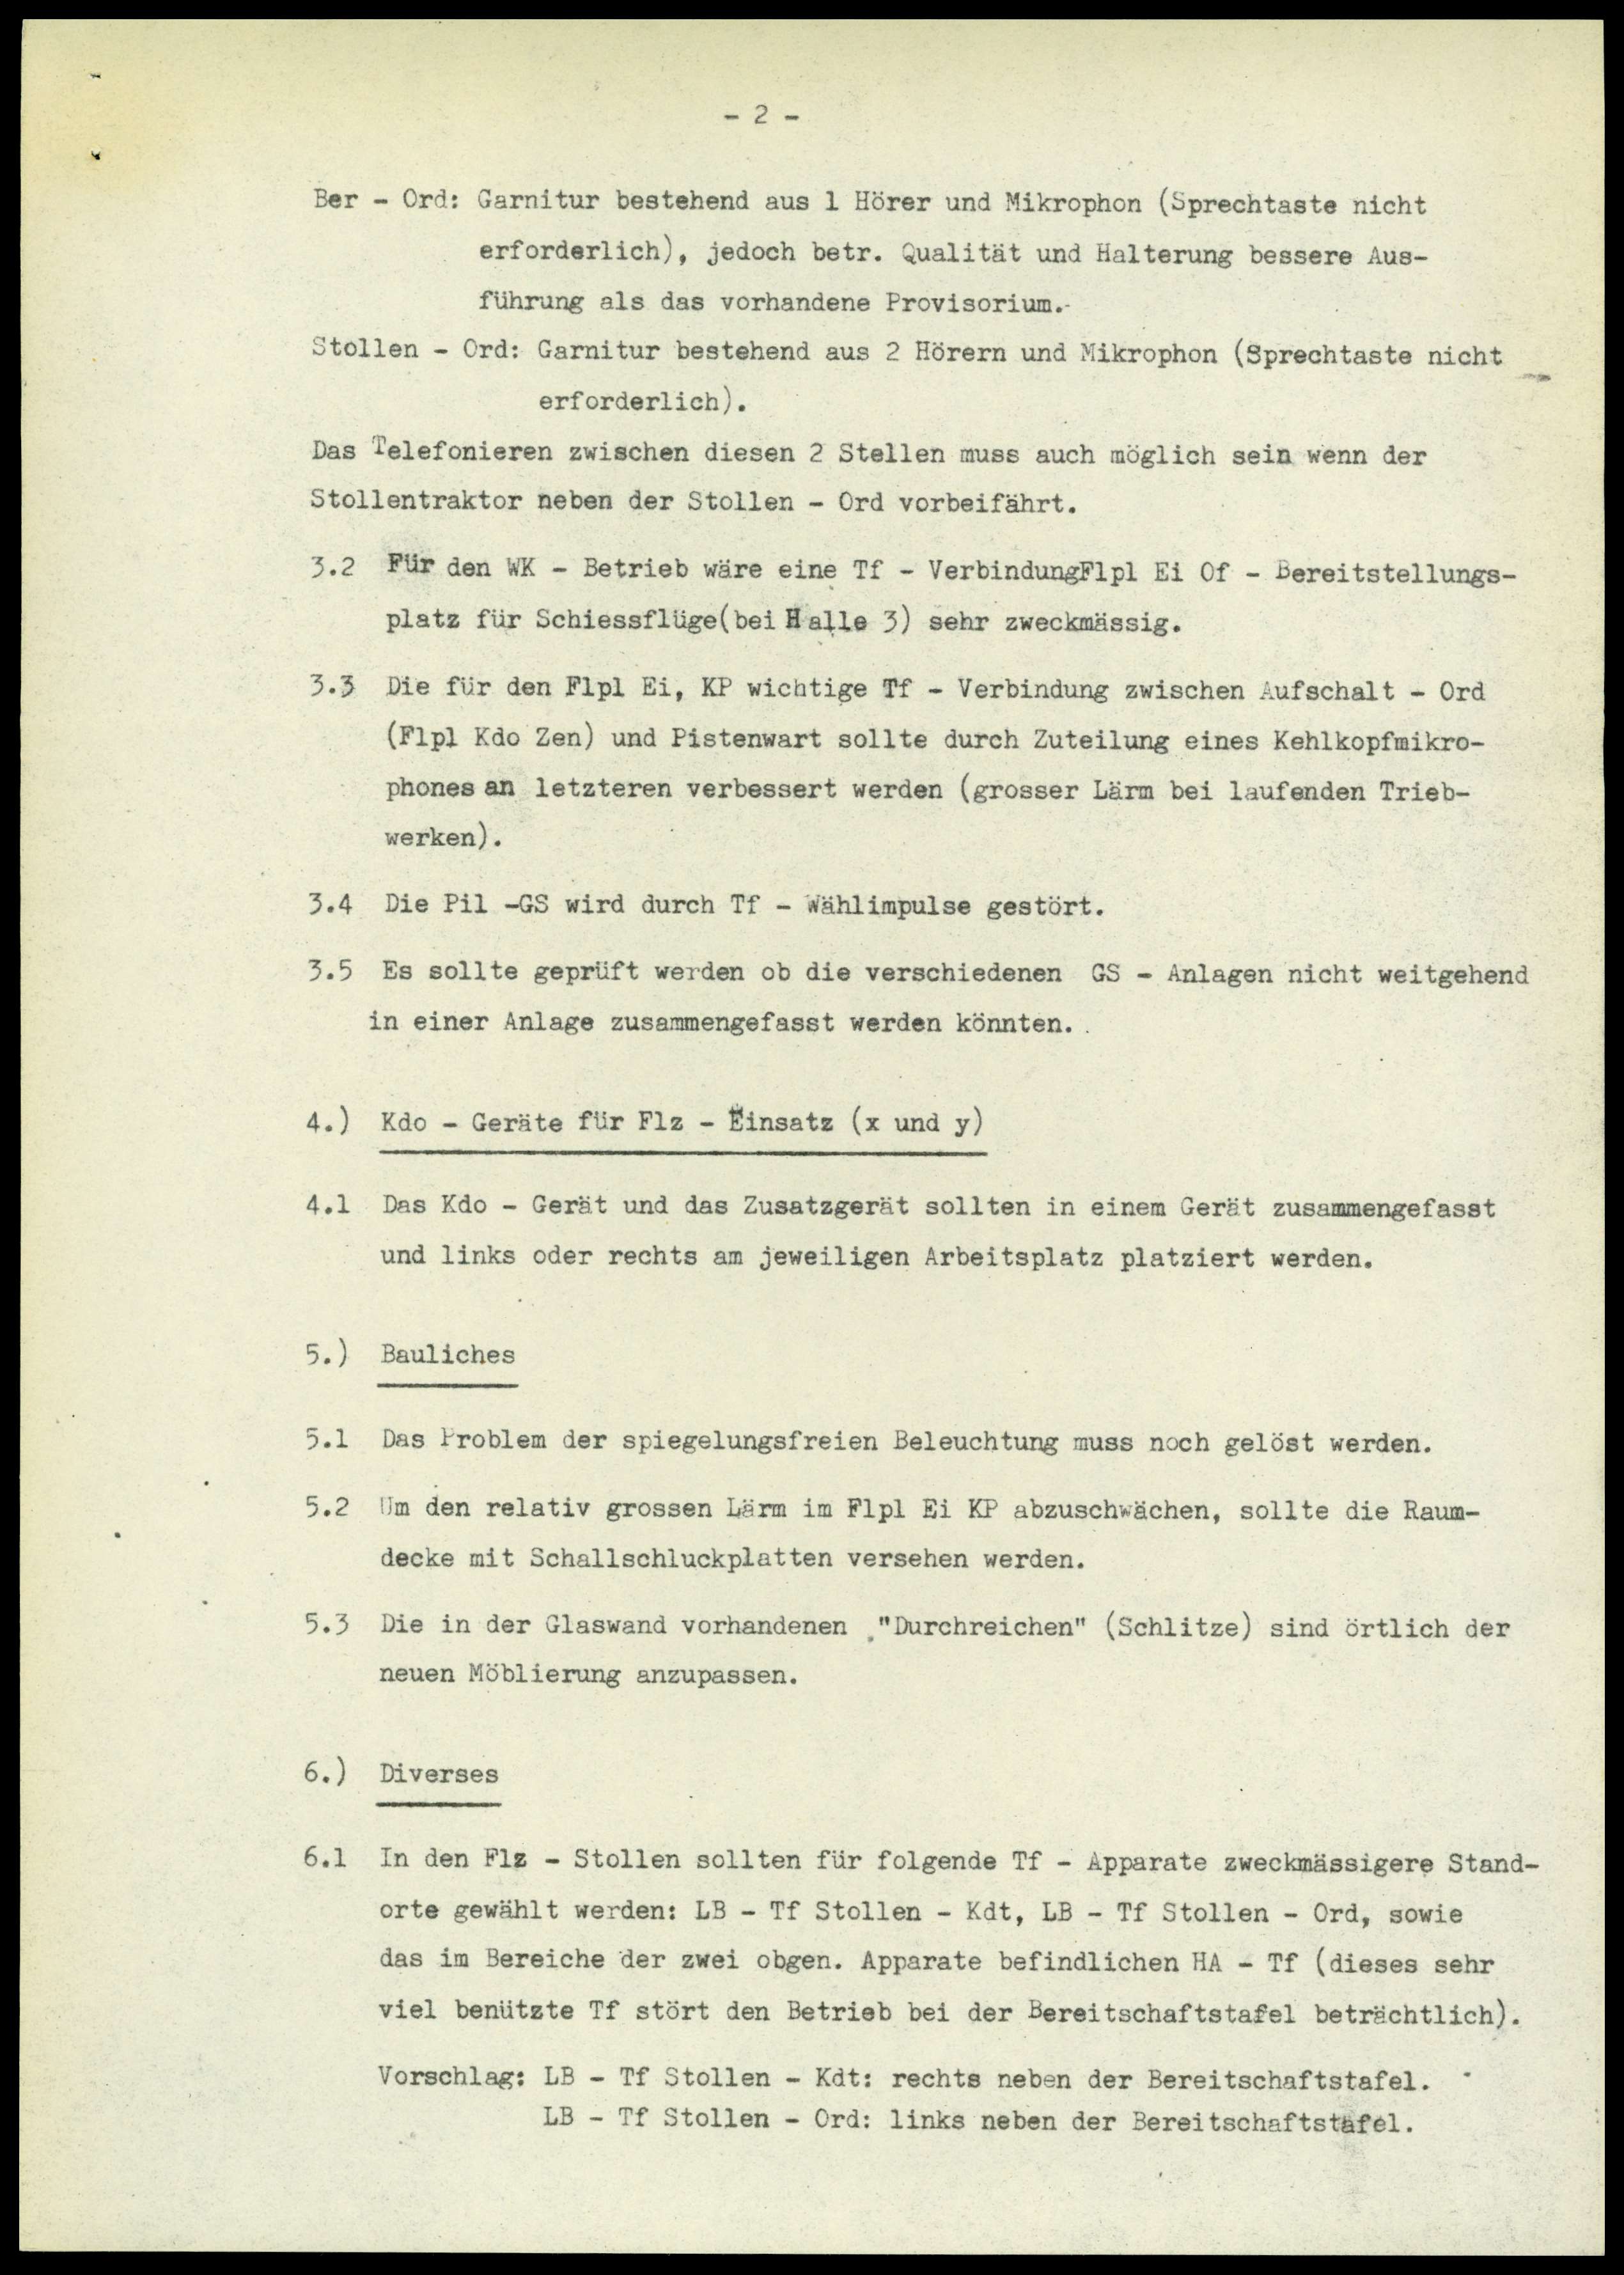 - 2 -
Ber - Ord: Garnitur bestehend aus 1 Hörer und Mikrophon (Sprechtaste nicht
erforderlich), jedoch betr. Qualität und Halterung bessere Aus-
führung als das vorhandene Provisorium.-
Stollen - Ord: Garnitur bestehend aus 2 Hörern und Mikrophon (Sprechtaste nicht
erforderlich).
Das Telefonieren zwischen diesen 2 Stellen muss auch möglich sein wenn der
Stollentraktor neben der Stollen - Ord vorbeifährt.
3.2 Für den WK - Betrieb wäre eine Tf - VerbindungFlpl Ei Of - Bereitstellungs-
platz für Schiessflüge(bei Halle 3) sehr zweckmässig.
3.3 Die für den Flpl Ei, KP wichtige Tf - Verbindung zwischen Aufschalt - Ord
(Flpl Kdo Zen) und Pistenwart sollte durch Zuteilung eines Kehlkopfmikro-
phones an letzteren verbessert werden (grosser Lärm bei laufenden Trieb-
werken).
3.4 Die Pil -GS wird durch Tf - Wählimpulse gestört.
3.5 Es sollte geprüft werden ob die verschiedenen GS - Anlagen nicht weitgehend
in einer Anlage zusammengefasst werden könnten.
4.) Kdo - Geräte für Flz - Einsatz (x und y)
4.1 Das Kdo - Gerät und das Zusatzgerät sollten in einem Gerät zusammengefasst
und links oder rechts am jeweiligen Arbeitsplatz platziert werden.
5.) Bauliches
5.1 Das Problem der spiegelungsfreien Beleuchtung muss noch gelöst werden.
5.2 Um den relativ grossen Lärm im Flpl Ei KP abzuschwächen, sollte die Raum-
decke mit Schallschluckplatten versehen werden.
5.3 Die in der Glaswand vorhandenen "Durchreichen" (Schlitze) sind örtlich der
neuen Möblierung anzupassen.
6.) Diverses
6.1 In den Flz - Stollen sollten für folgende Tf - Apparate zweckmässigere Stand-
orte gewählt werden: LB - Tf Stollen - Kdt, LB - Tf Stollen - Ord, sowie
das im Bereiche der zwei obgen. Apparate befindlichen HA - Tf (dieses sehr
viel benützte Tf stört den Betrieb bei der Bereitschaftstafel beträchtlich).
Vorschlag: LB - Tf Stollen - Kdt: rechts neben der Bereitschaftstafel.
LB - Tf Stollen - Ord: links neben der Bereitschaftstafel.